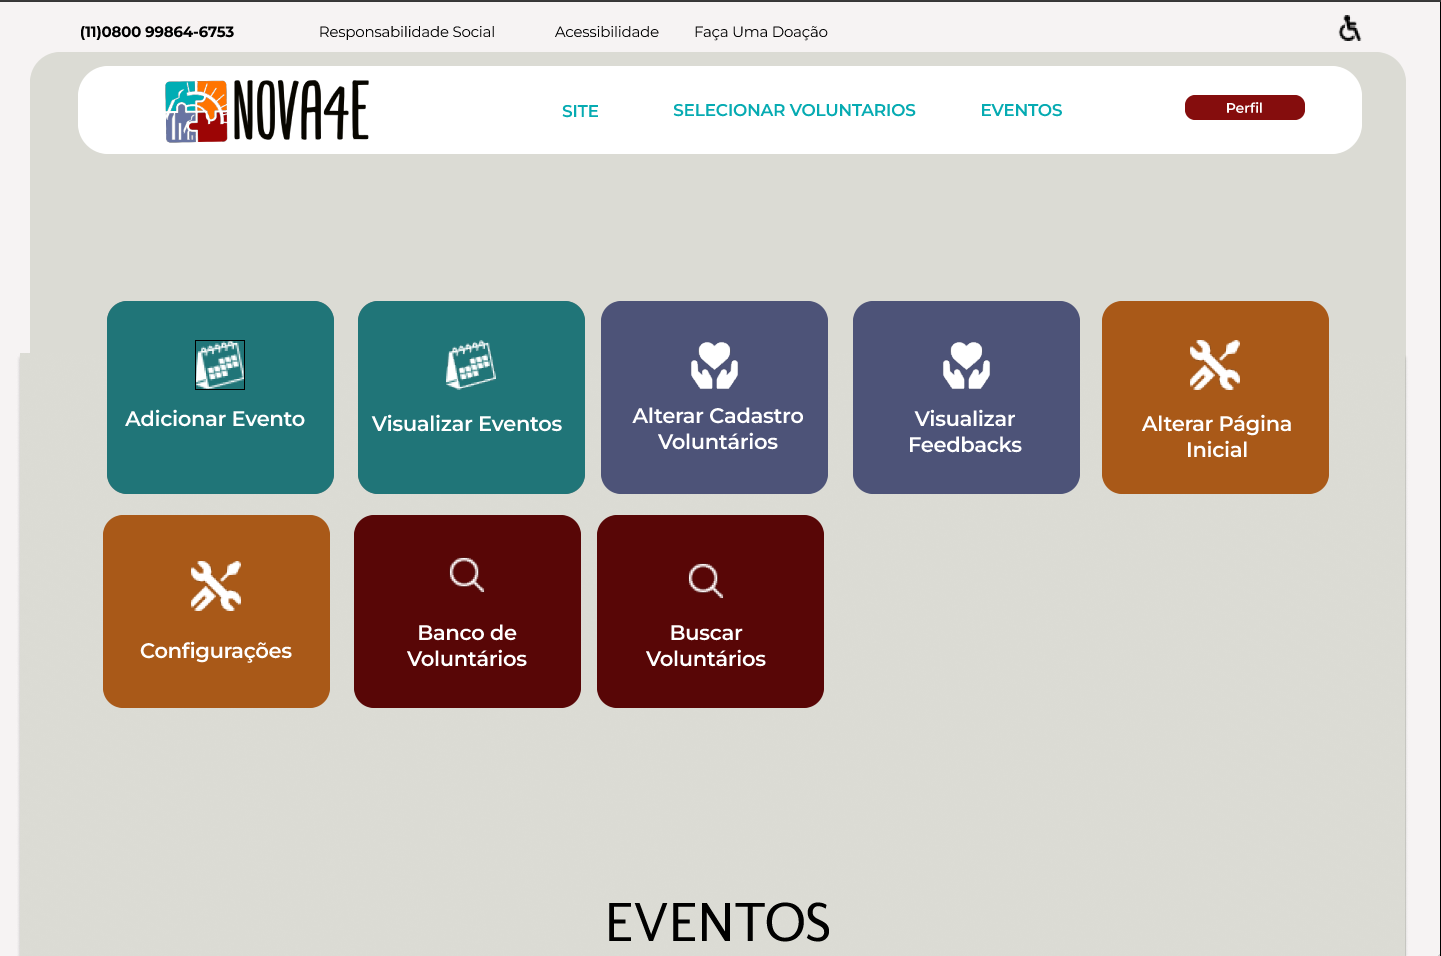 (11)0800 99864-6753
Responsabilidade Social
Acessibilidade
Faça Uma Doação
NOVA4E
SITE
SELECIONAR VOLUNTARIOS
EVENTOS
Perfil
Adicionar Evento
Visualizar Eventos
Alterar Cadastro
Voluntários
Visualizar
Feedbacks
Alterar Página
Inicial
Configurações
Banco de
Voluntários
Buscar
Voluntários
EVENTOS